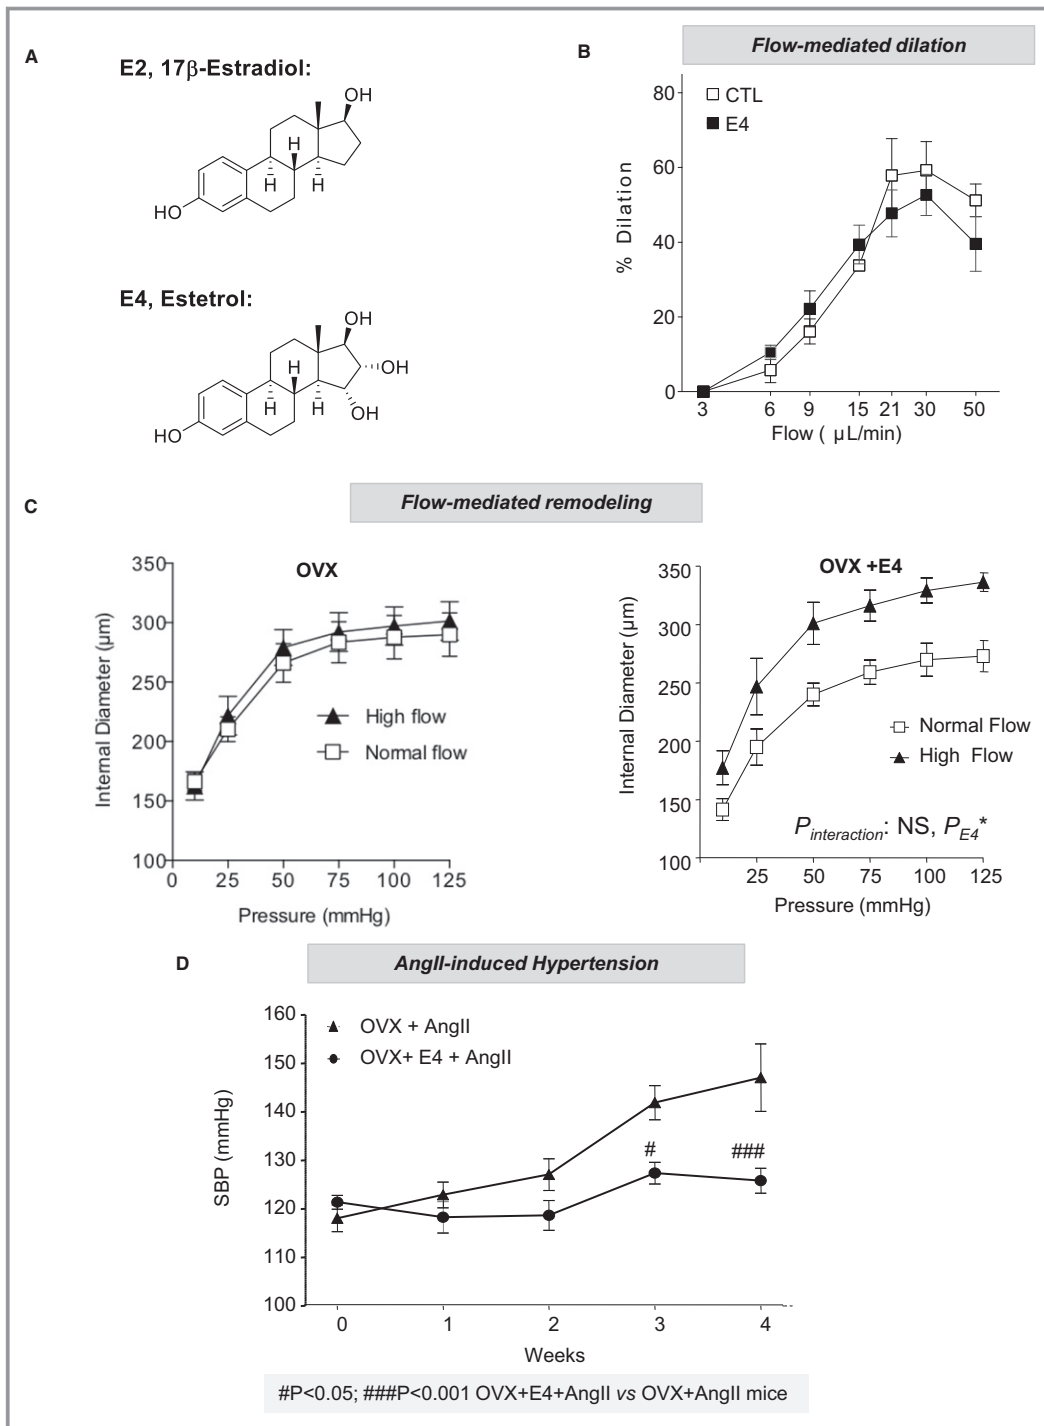 A
E2, 17β-Estradiol:
OH
H
H
H
HO
E4, Estetrol:
OH
H
OH
H
H
OH
HO
B
Flow-mediated dilation
CTL
E4
80
60
40
20
0
% Dilation
3 6 9 15 21 30 50
Flow ( µL/min)
C
Flow-mediated remodeling
OVX
350
300
250
200
150
100
Internal Diameter (µm)
High flow
Normal flow
0 25 50 75 100 125
Pressure (mmHg)
OVX +E4
350
300
250
200
150
100
Internal Diameter (µm)
Normal Flow
High Flow
Pinteraction: NS, PE4*
25 50 75 100 125
Pressure (mmHg)
D
AngII-induced Hypertension
160
150
140
130
120
110
100
SBP (mmHg)
OVX + AngII
OVX+ E4 + AngII
# ###
0 1 2 3 4
Weeks
#P<0.05; ###P<0.001 OVX+E4+AngII vs OVX+AngII mice